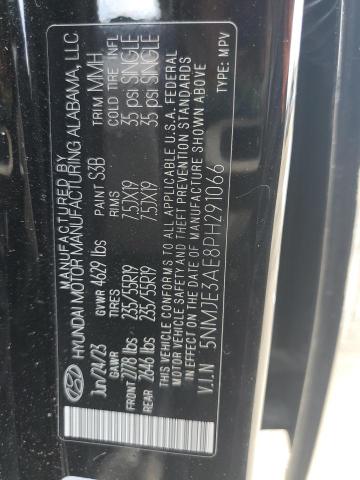 MANUFACTURED BY
HYUNDAI MOTOR MANUFACTURING ALABAMA, LLC
Jun/24/23 GVWR 4629 lbs PAINT S3B TRIM MMH
GAWR TIRES RIMS COLD TIRE INFL
FRONT 2778 lbs 235/55R19 7.5JX19 35 psi SINGLE
REAR 2646 lbs 235/55R19 7.5JX19 35 psi SINGLE
THIS VEHICLE CONFORMS TO ALL APPLICABLE U.S.A. FEDERAL
MOTOR VEHICLE SAFETY AND THEFT PREVENTION STANDARDS
IN EFFECT ON THE DATE OF MANUFACTURE SHOWN ABOVE
V.I.N 5NMJE3AE8PH291066 TYPE: MPV